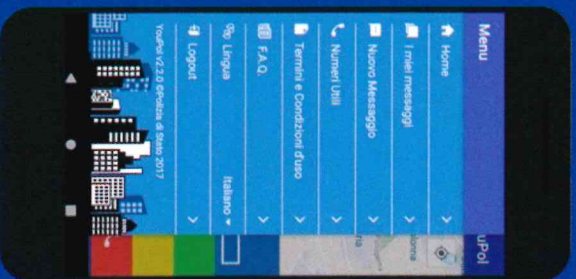 Menu
uPol
Home
I miei messaggi
Nuovo Messaggio
Numeri Utili
Termini e Condizioni d'uso
F.A.Q.
Lingua
Italiano
Logout
YouPol v2.2.0 ©Polizia di Stato 2017